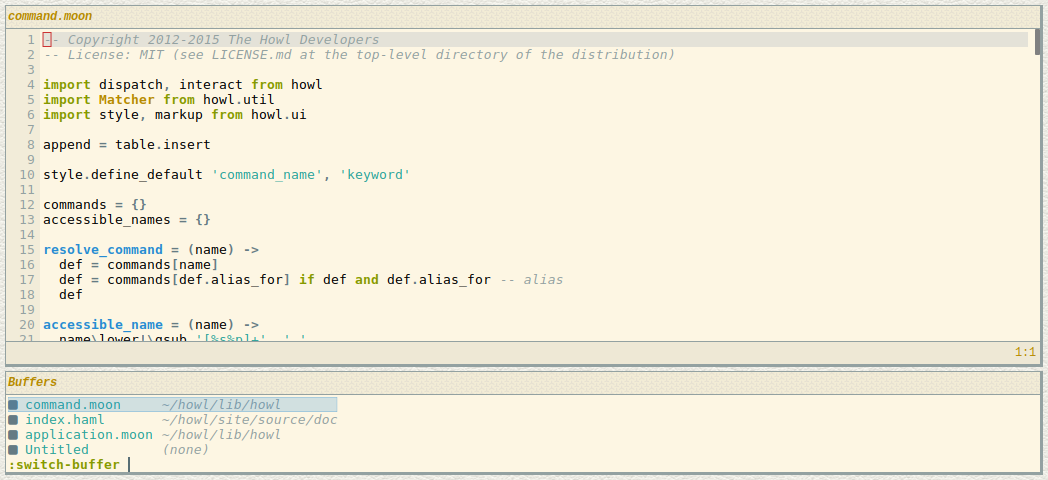 command.moon
1 -- Copyright 2012-2015 The Howl Developers
2 -- License: MIT (see LICENSE.md at the top-level directory of the distribution)
3
4 import dispatch, interact from howl
5 import Matcher from howl.util
6 import style, markup from howl.ui
7
8 append = table.insert
9
10 style.define_default 'command_name', 'keyword'
11
12 commands = {}
13 accessible_names = {}
14
15 resolve_command = (name) ->
16   def = commands[name]
17   def = commands[def.alias_for] if def and def.alias_for -- alias
18   def
19
20 accessible_name = (name) ->
21   name\lower!\gsub '[%s%p]+', '_'
1:1
Buffers
command.moon ~/howl/lib/howl
index.haml ~/howl/site/source/doc
application.moon ~/howl/lib/howl
Untitled (none)
:switch-buffer